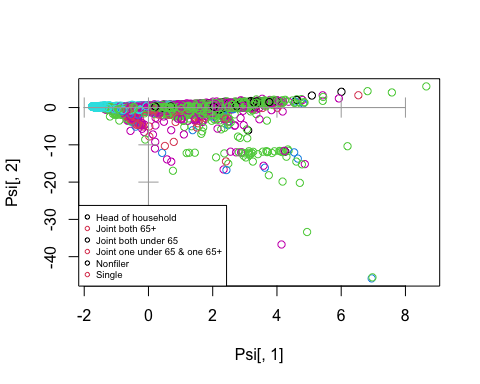 0
-10
-20
-30
-40
Psi[, 2]
Head of household
Joint both 65+
Joint both under 65
Joint one under 65 & one 65+
Nonfiler
Single
-2
0
2
4
6
8
Psi[, 1]